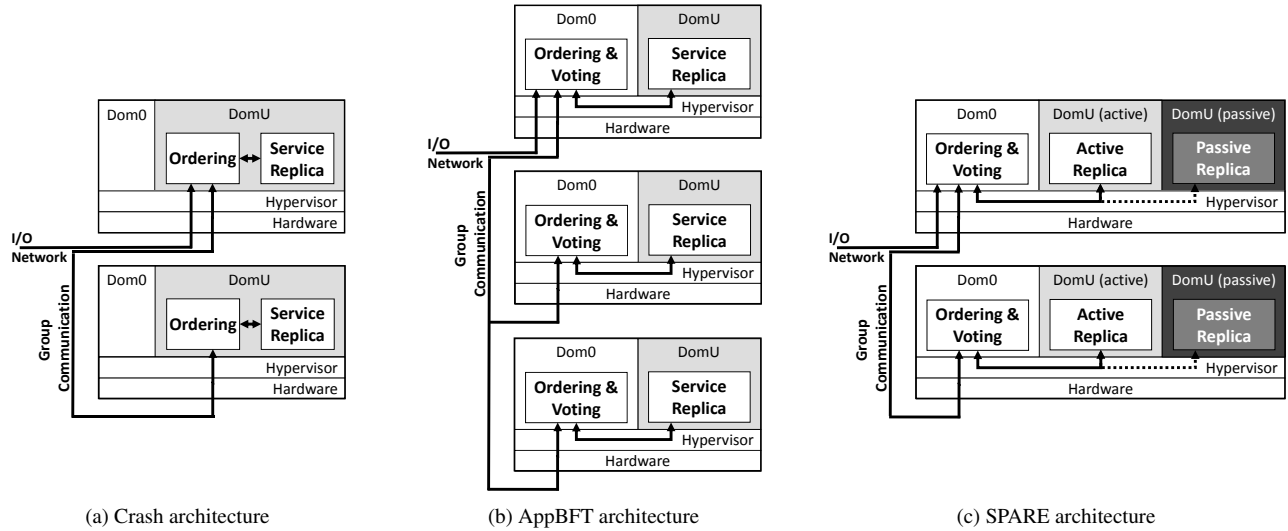 Dom0
DomU
Ordering
Service
Replica
Hypervisor
Hardware
I/O
Network
Group
Communication
Dom0
DomU
Ordering
Service
Replica
Hypervisor
Hardware
(a) Crash architecture
Dom0
DomU
Ordering &
Voting
Service
Replica
Hypervisor
Hardware
I/O
Network
Group
Communication
Dom0
DomU
Ordering &
Voting
Service
Replica
Hypervisor
Hardware
Dom0
DomU
Ordering &
Voting
Service
Replica
Hypervisor
Hardware
(b) AppBFT architecture
Dom0
DomU (active)
DomU (passive)
Ordering &
Voting
Active
Replica
Passive
Replica
Hypervisor
Hardware
I/O
Network
Group
Communication
Dom0
DomU (active)
DomU (passive)
Ordering &
Voting
Active
Replica
Passive
Replica
Hypervisor
Hardware
(c) SPARE architecture